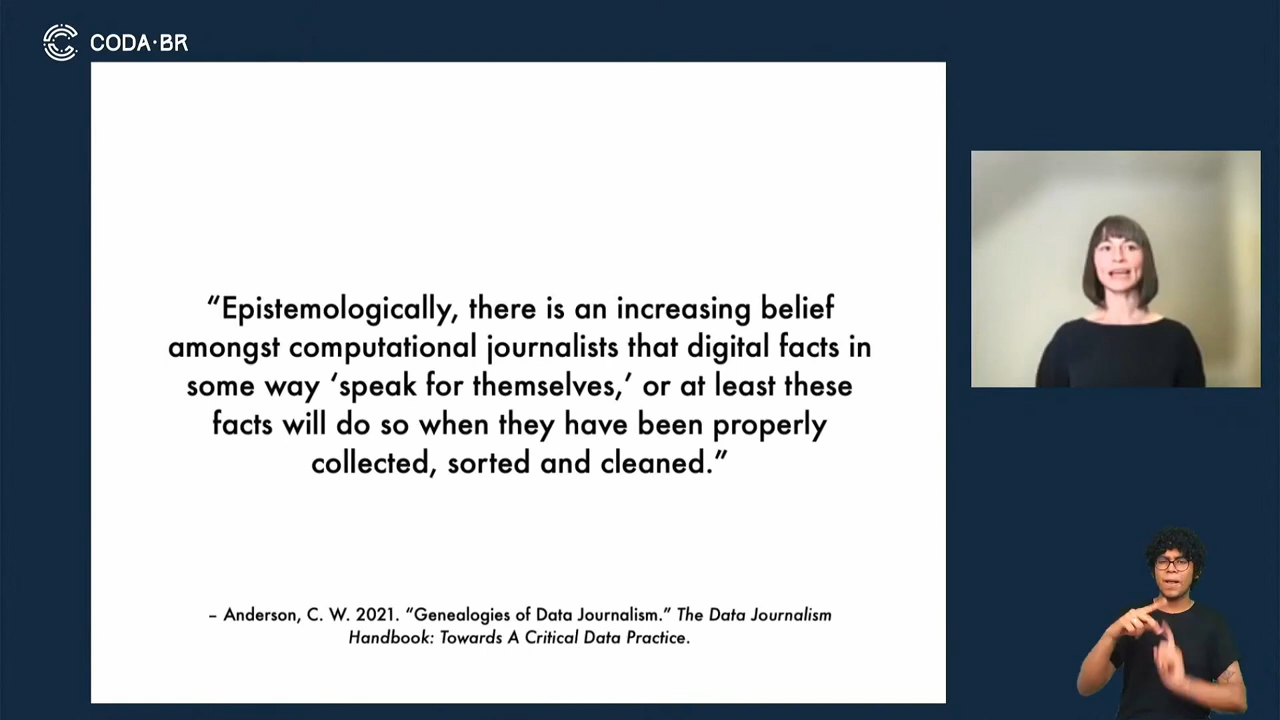 CODA·BR
“Epistemologically, there is an increasing belief
amongst computational journalists that digital facts in
some way ‘speak for themselves,’ or at least these
facts will do so when they have been properly
collected, sorted and cleaned.”
– Anderson, C. W. 2021. “Genealogies of Data Journalism.” The Data Journalism
Handbook: Towards A Critical Data Practice.